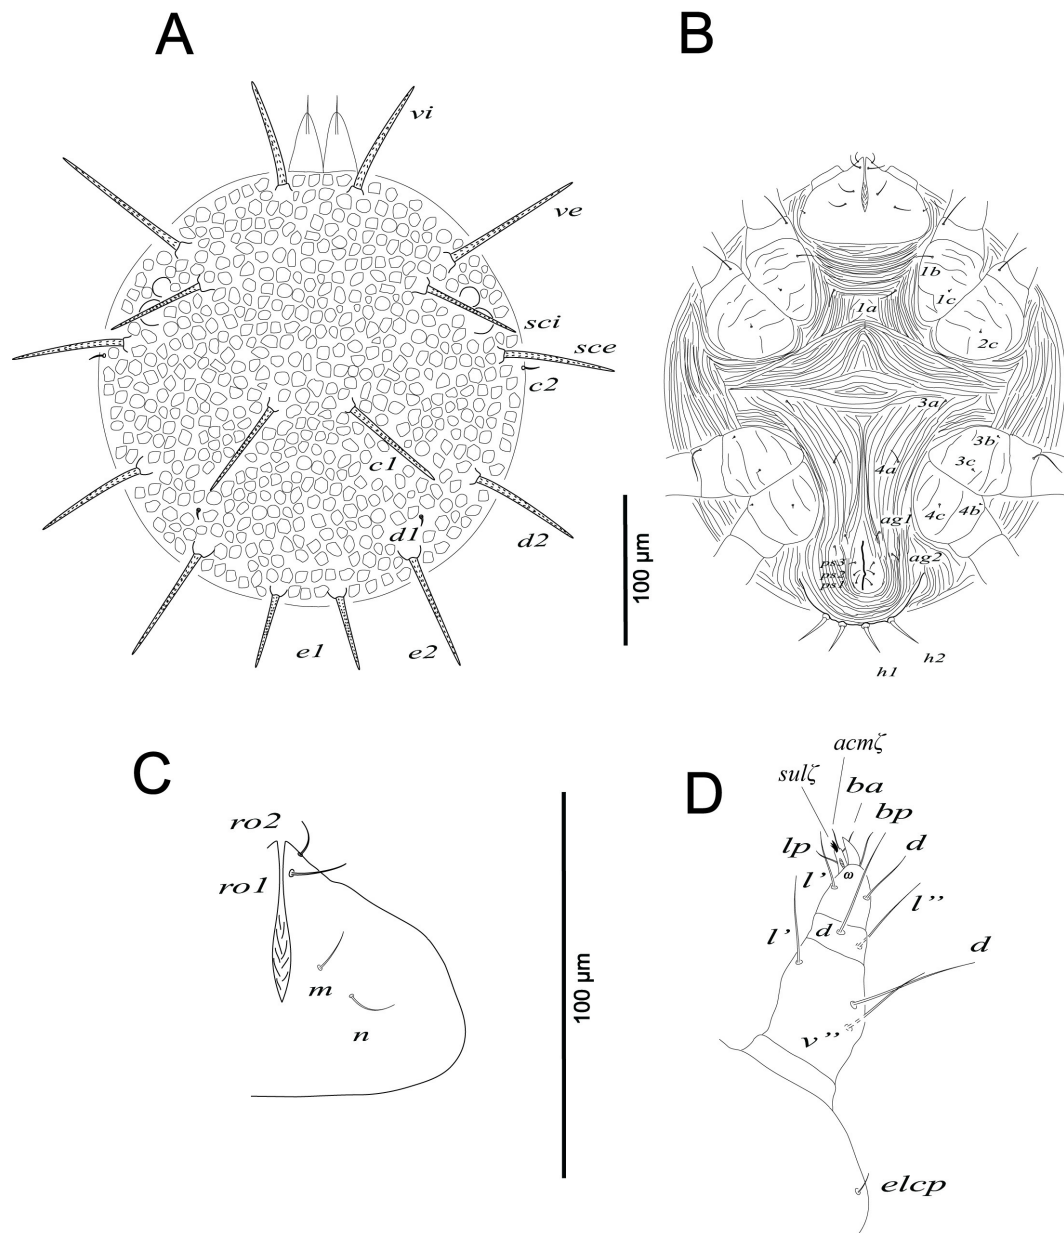 A
vi
ve
sci
sce
c2
c1
d1
d2
e1
e2
B
1b
1c
1a
2c
3a
3b
3c
4a
4c
4b
ag1
ag2
ps3
ps2
ps1
h1
h2
100 µm
C
ro2
ro1
m
n
100 µm
D
acmζ
sulζ
ba
bp
lp
d
l’
ω
l”
l’
d
d
v”
elcp